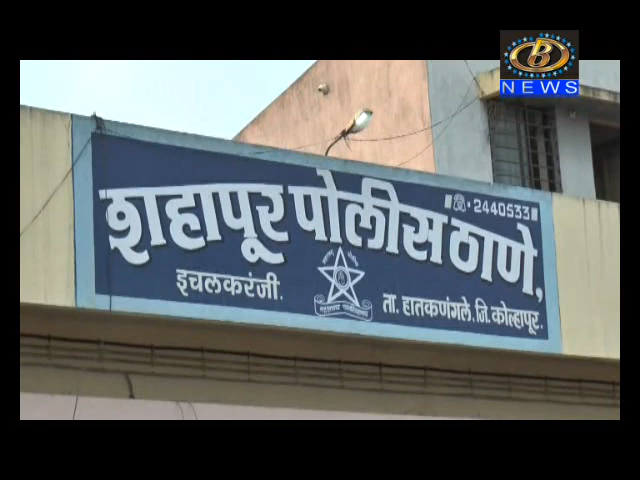 B
NEWS
☎: 2440533
शहापूर पोलीस ठाणे,
इचलकरंजी.
ता. हातकणंगले. जि. कोल्हापूर.